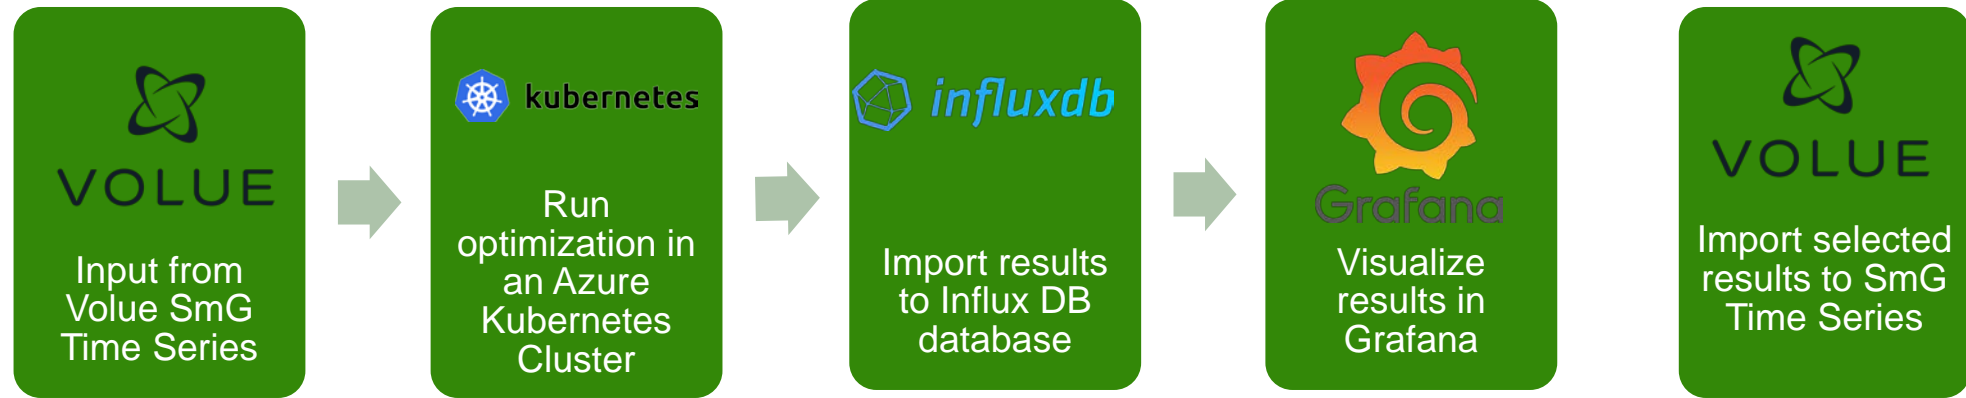 VOLUE
Input from
Volue SmG
Time Series
kubernetes
Run
optimization in
an Azure
Kubernetes
Cluster
influxdb
Import results
to Influx DB
database
Grafana
Visualize
results in
Grafana
VOLUE
Import selected
results to SmG
Time Series